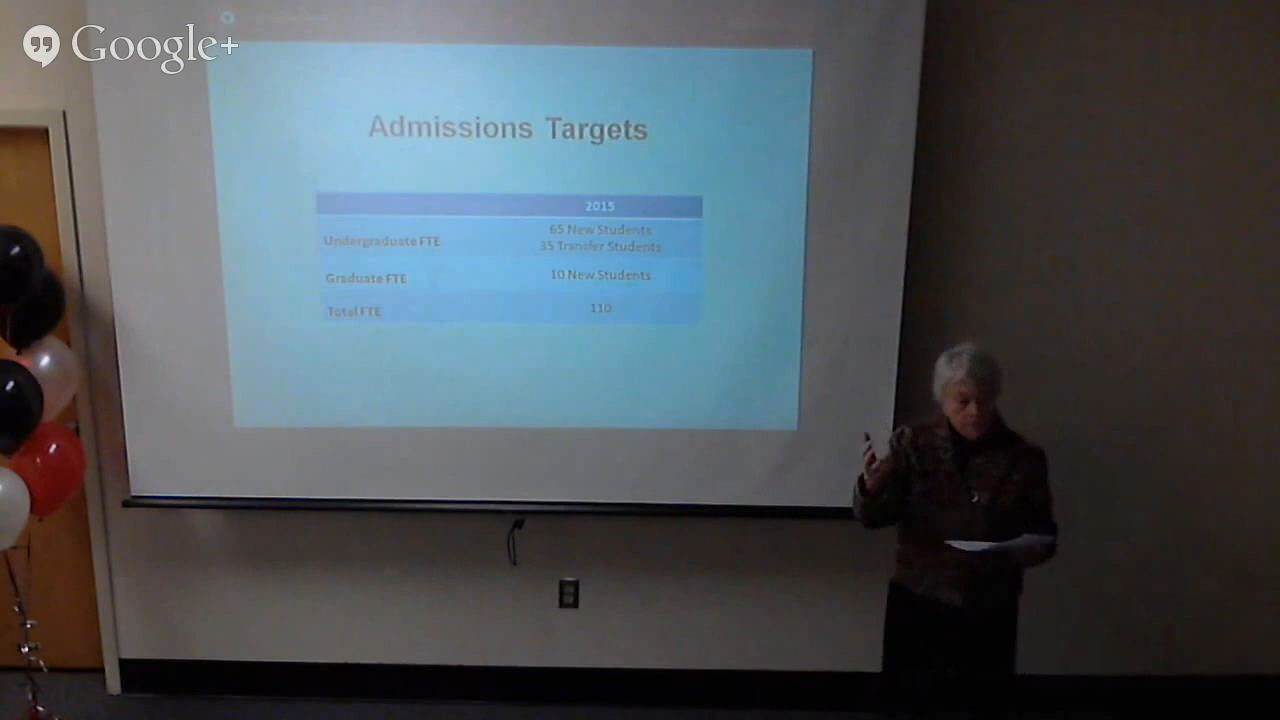 Google+
Admissions Targets
2015
Undergraduate FTE
65 New Students
35 Transfer Students
Graduate FTE
10 New Students
Total FTE
110